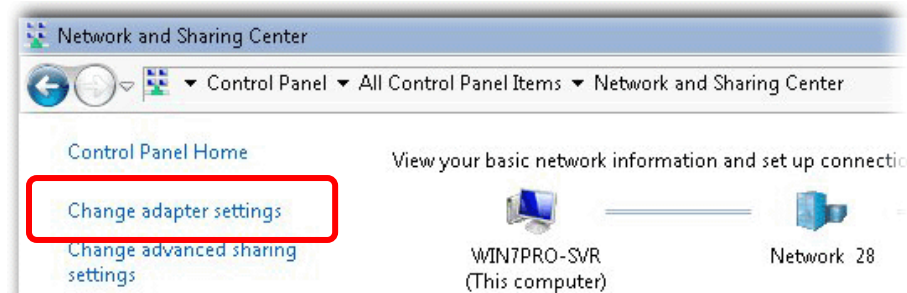 Network and Sharing Center
Control Panel All Control Panel Items Network and Sharing Center
Control Panel Home
View your basic network information and set up
Change adapter settings
Change advanced sharing
settings
WIN7PRO-SVR
(This computer)
Network 28